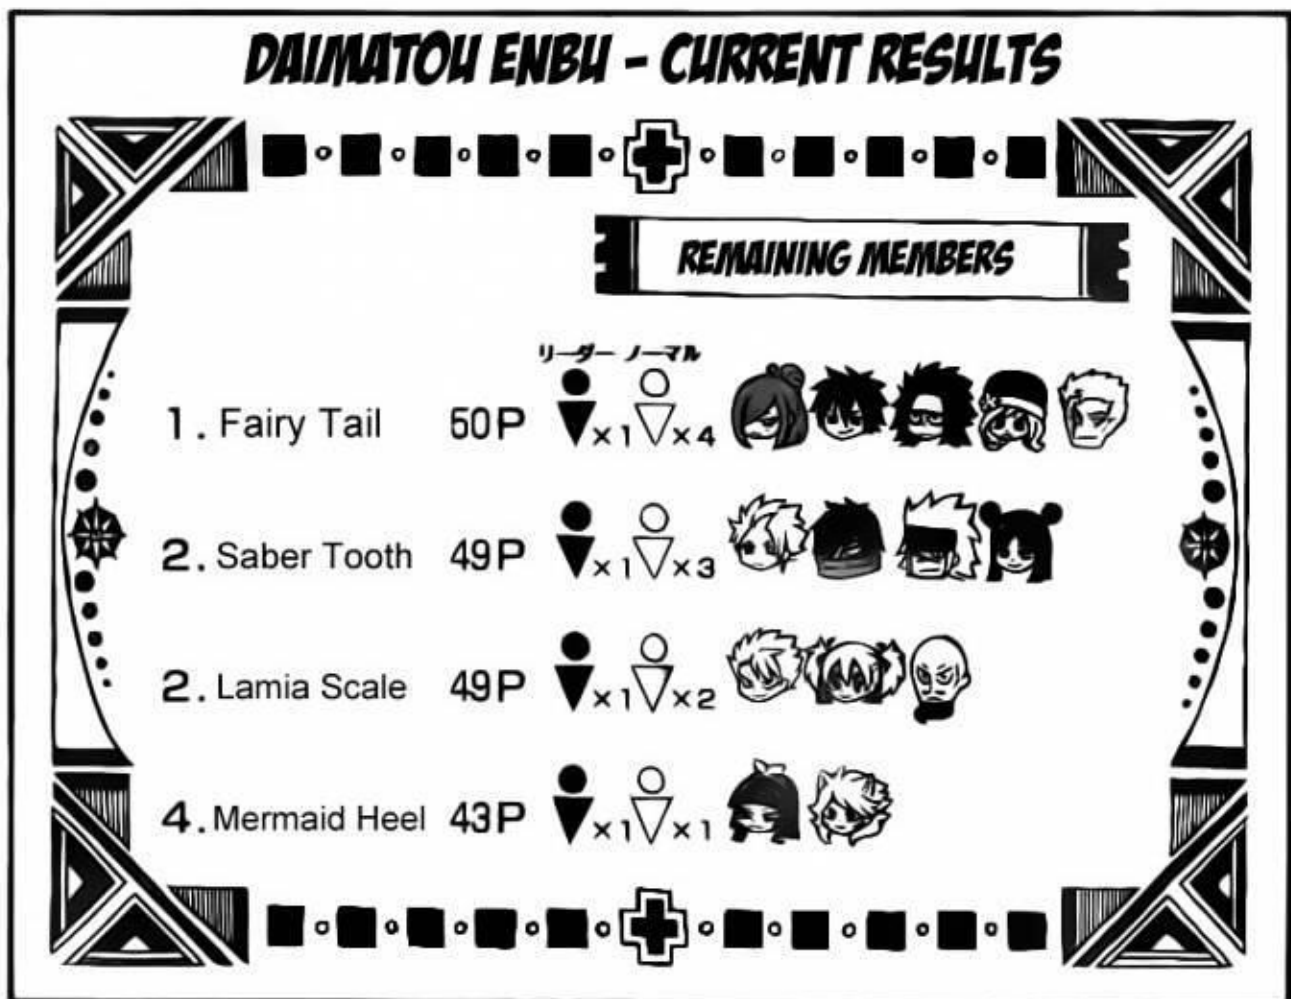 DAIMATOU ENBU - CURRENT RESULTS
REMAINING MEMBERS
リーダー ノーマル
1. Fairy Tail 50P ×1 ×4
2. Saber Tooth 49P ×1 ×3
2. Lamia Scale 49P ×1 ×2
4. Mermaid Heel 43P ×1 ×1